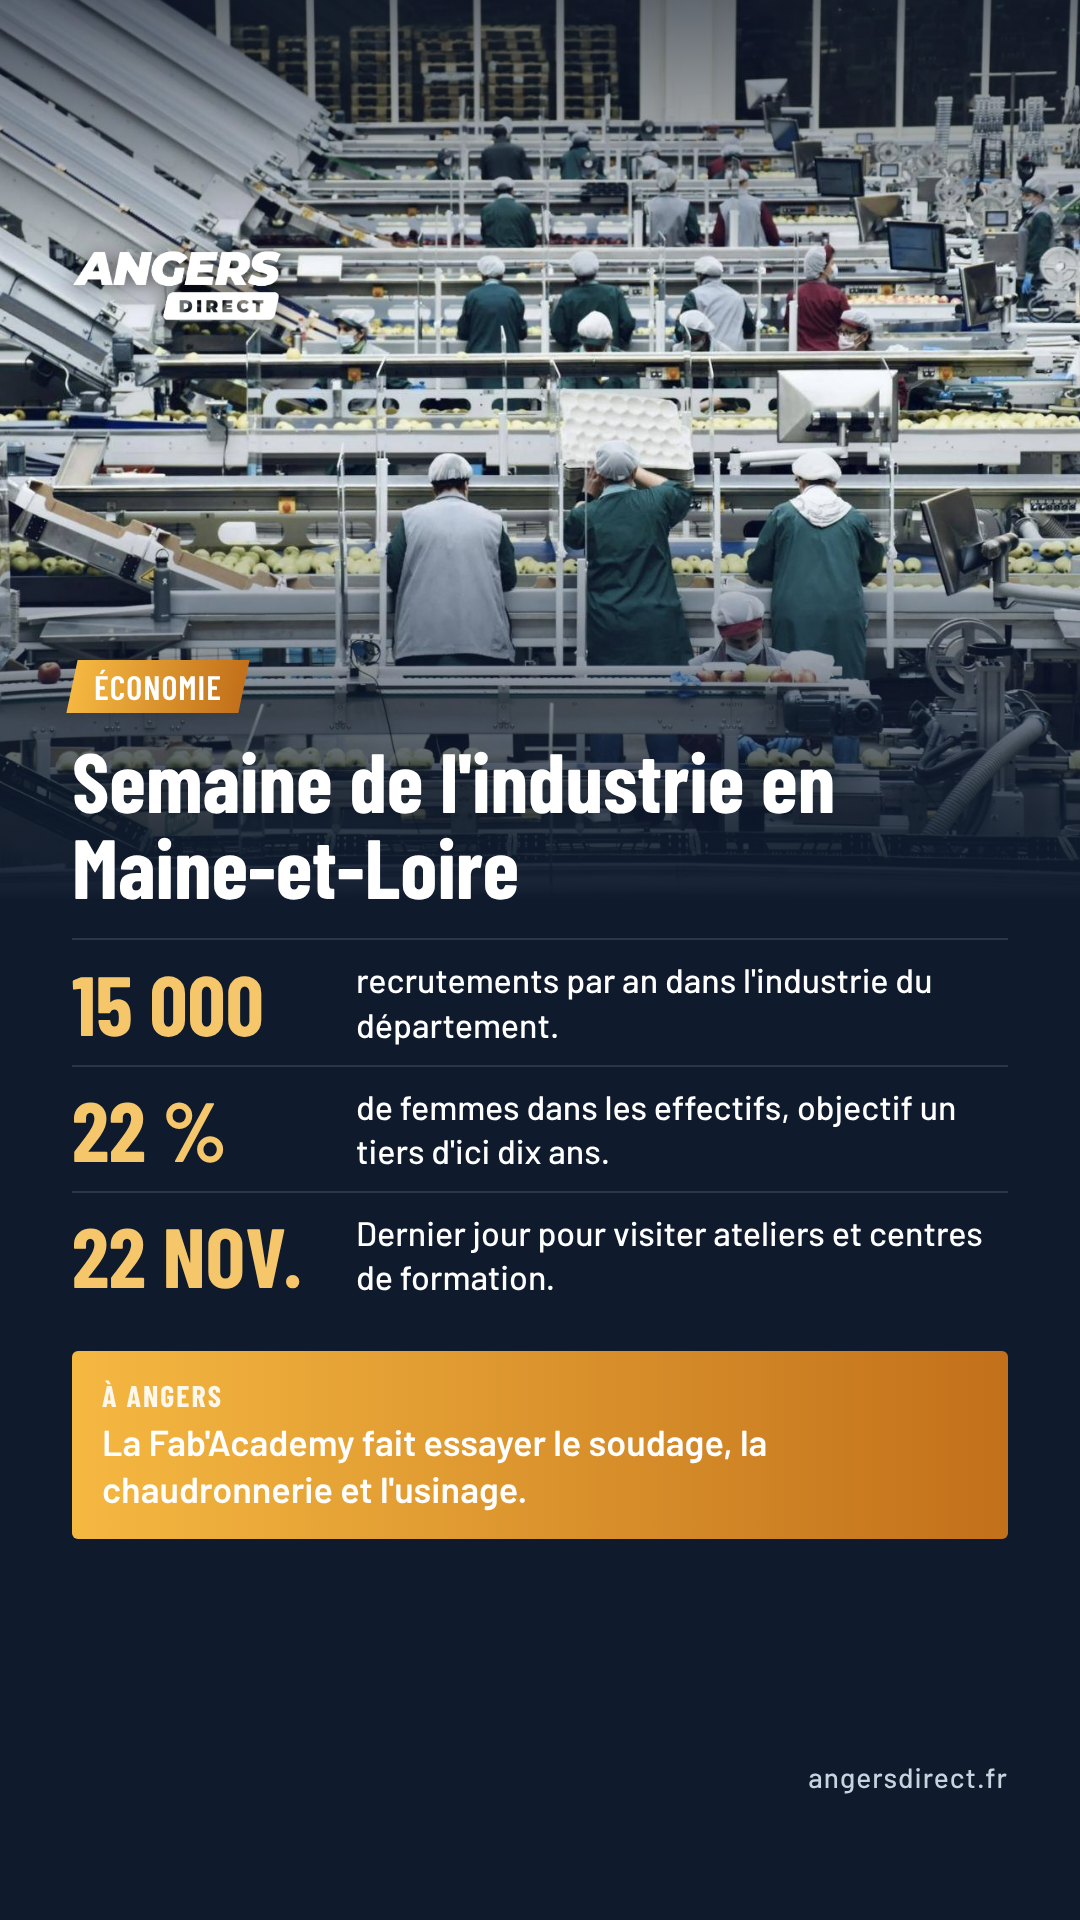 ANGERS
DIRECT
ÉCONOMIE
Semaine de l'industrie en
Maine-et-Loire
15 000
recrutements par an dans l'industrie du
département.
22 %
de femmes dans les effectifs, objectif un
tiers d'ici dix ans.
22 NOV.
Dernier jour pour visiter ateliers et centres
de formation.
À ANGERS
La Fab'Academy fait essayer le soudage, la
chaudronnerie et l'usinage.
angersdirect.fr